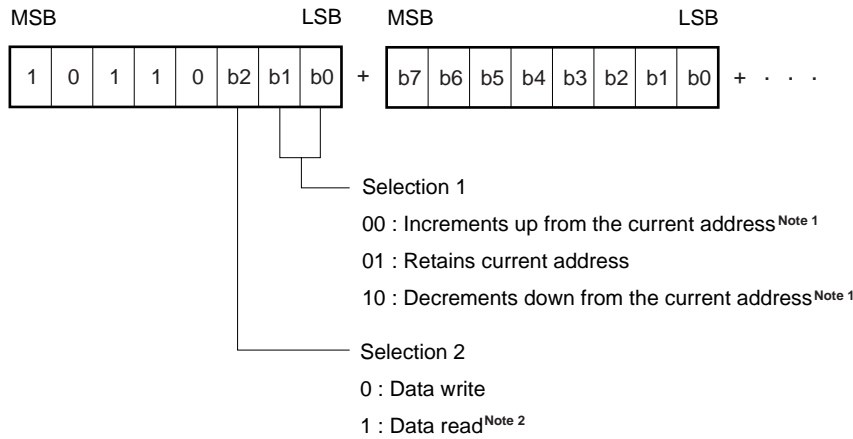 MSB LSB MSB LSB
1 0 1 1 0 b2 b1 b0 + b7 b6 b5 b4 b3 b2 b1 b0 + · · ·
Selection 1
00 : Increments up from the current address Note 1
01 : Retains current address
10 : Decrements down from the current address Note 1
Selection 2
0 : Data write
1 : Data read Note 2